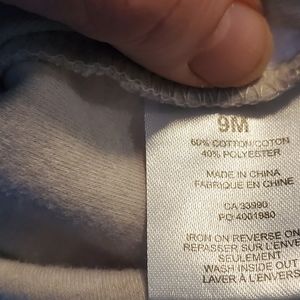 9M
60% COTTON/COTON
40% POLYESTER
MADE IN CHINA
FABRIQUE EN CHINE
CA 33990
PO 4001980
IRON ON REVERSE ON
REPASSER SUR L'ENVERS
SEULEMENT
WASH INSIDE OUT
LAVER À L'ENVERS